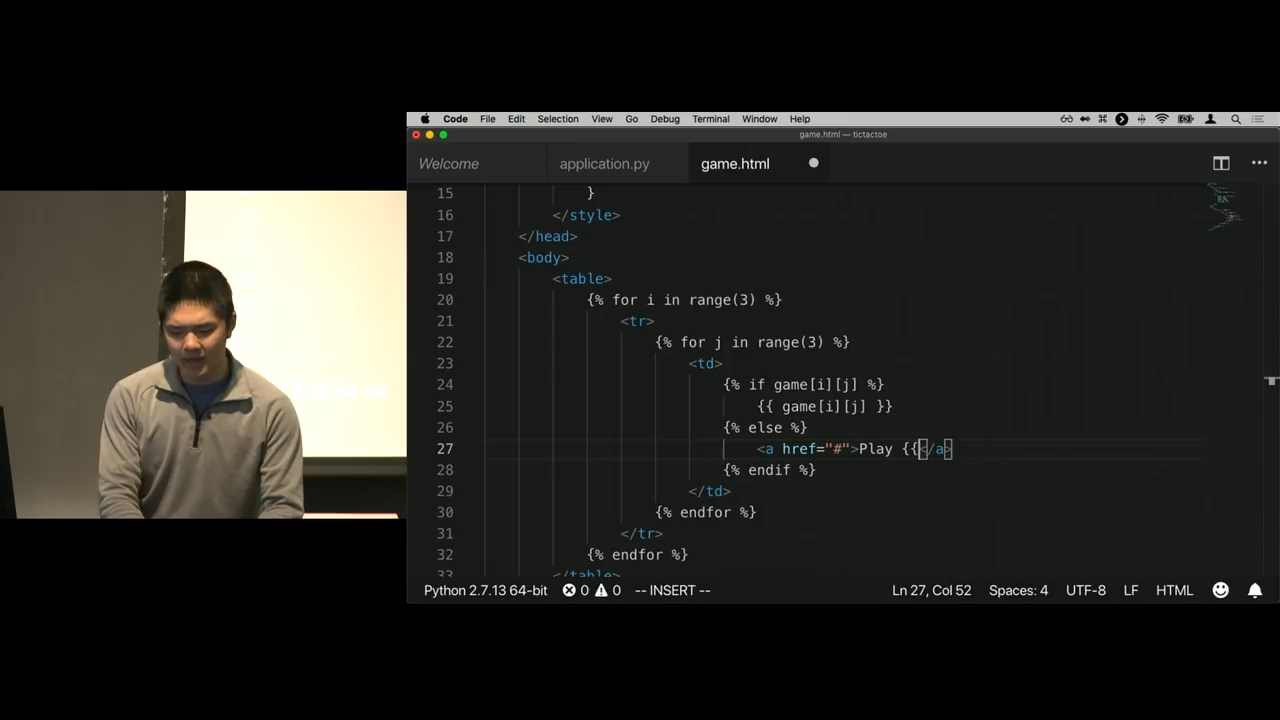 Code File Edit Selection View Go Debug Terminal Window Help
game.html — tictactoe
Welcome application.py game.html
15 }
16 </style>
17 </head>
18 <body>
19 <table>
20 {% for i in range(3) %}
21 <tr>
22 {% for j in range(3) %}
23 <td>
24 {% if game[i][j] %}
25 {{ game[i][j] }}
26 {% else %}
27 <a href="#">Play {{</a>
28 {% endif %}
29 </td>
30 {% endfor %}
31 </tr>
32 {% endfor %}
33 </table>
Python 2.7.13 64-bit 0 0 -- INSERT -- Ln 27, Col 52 Spaces: 4 UTF-8 LF HTML